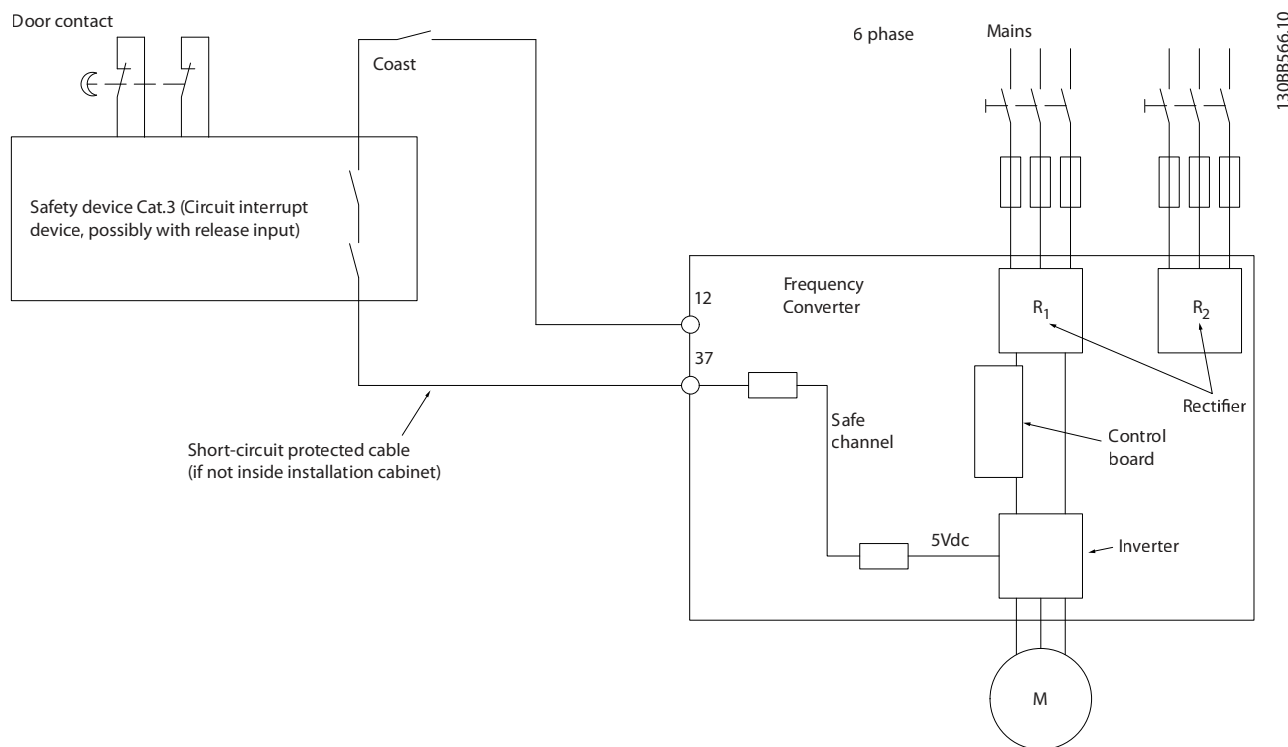 Door contact
Coast
6 phase
Mains
130BB566.10
Safety device Cat.3 (Circuit interrupt
device, possibly with release input)
12
Frequency
Converter
R1
R2
37
Rectifier
Safe
channel
Control
board
Short-circuit protected cable
(if not inside installation cabinet)
5Vdc
Inverter
M